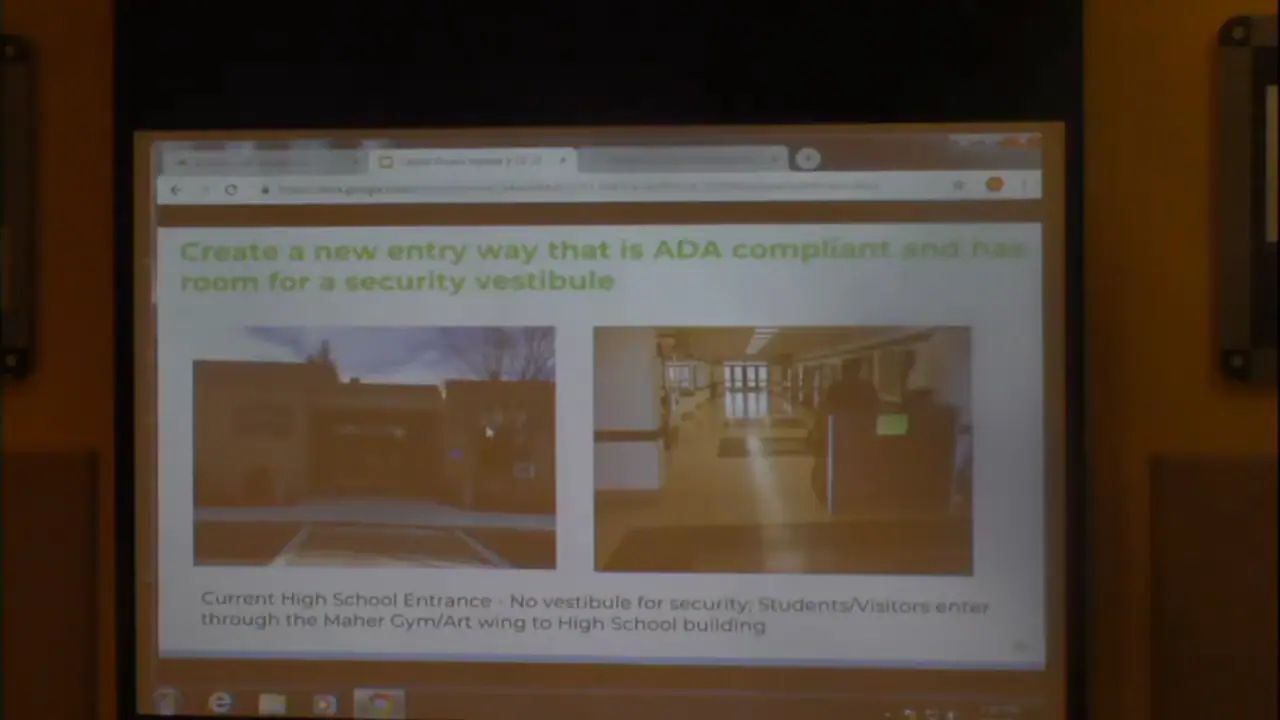 Create a new entry way that is ADA compliant and has
room for a security vestibule
Current High School Entrance - No vestibule for security; Students/Visitors enter
through the Maher Gym/Art wing to High School building